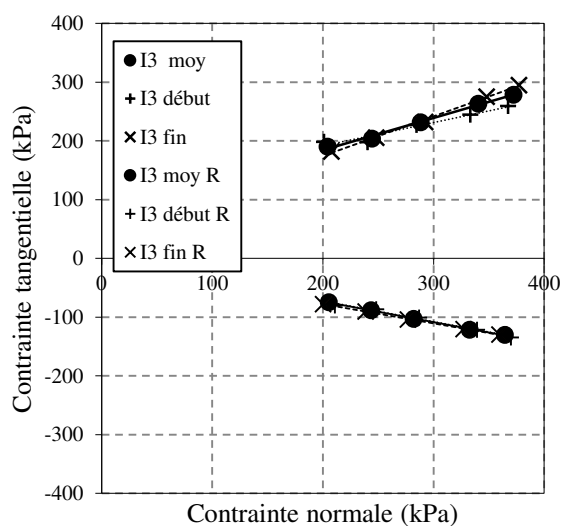 400
300
200
100
0
-100
-200
-300
-400
Contrainte tangentielle (kPa)
I3 moy
I3 début
I3 fin
I3 moy R
I3 début R
I3 fin R
0 100 200 300 400
Contrainte normale (kPa)